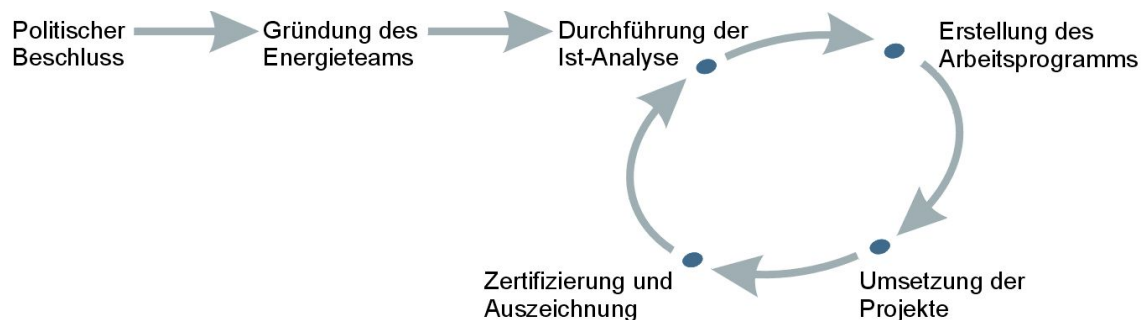 Politischer
Beschluss
Gründung des
Energieteams
Durchführung der
Ist-Analyse
Erstellung des
Arbeitsprogramms
Umsetzung der
Projekte
Zertifizierung und
Auszeichnung